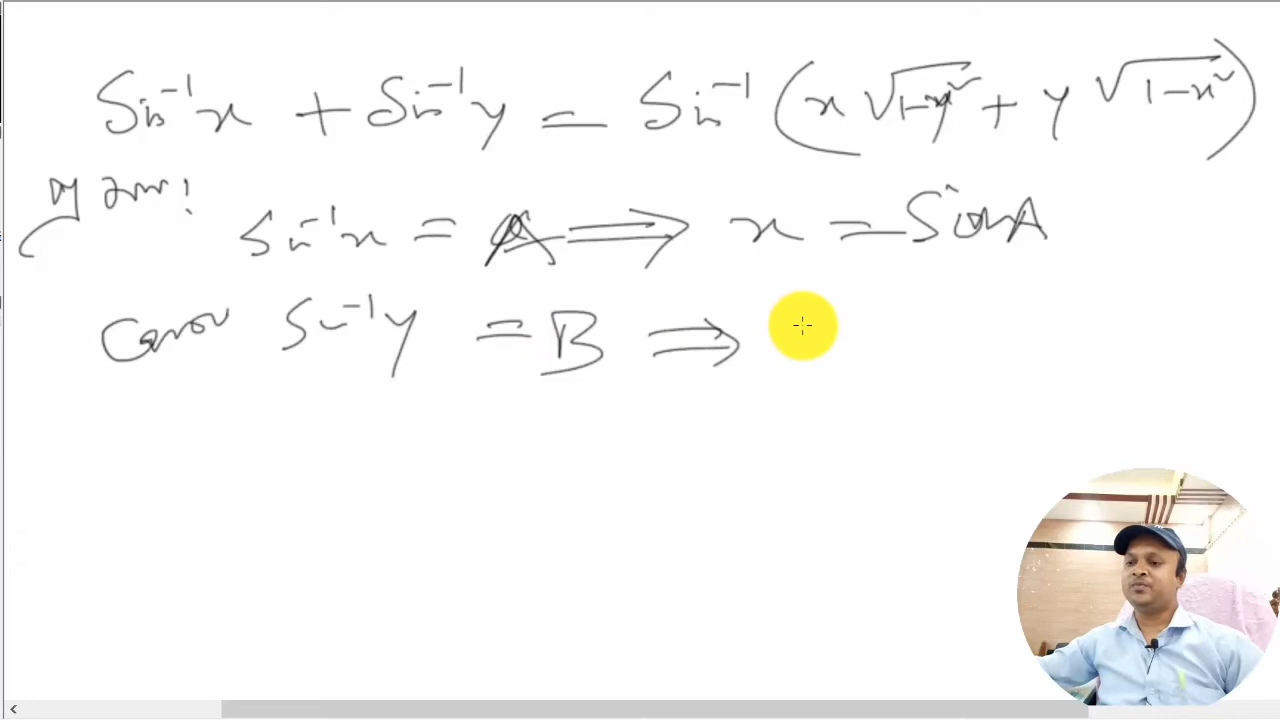 Sin⁻¹x + Sin⁻¹y = Sin⁻¹(x√1-y² + y√1-x²)
Sin⁻¹x = A ⟹ x = SinA
Sin⁻¹y = B ⟹